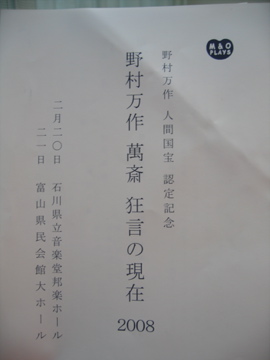 M&O
PLAYS
野村万作 人間国宝 認定記念
野村万作 萬斎 狂言の現在
2008
二月二〇日 石川県立音楽堂邦楽ホール
二一日 富山県民会館大ホール